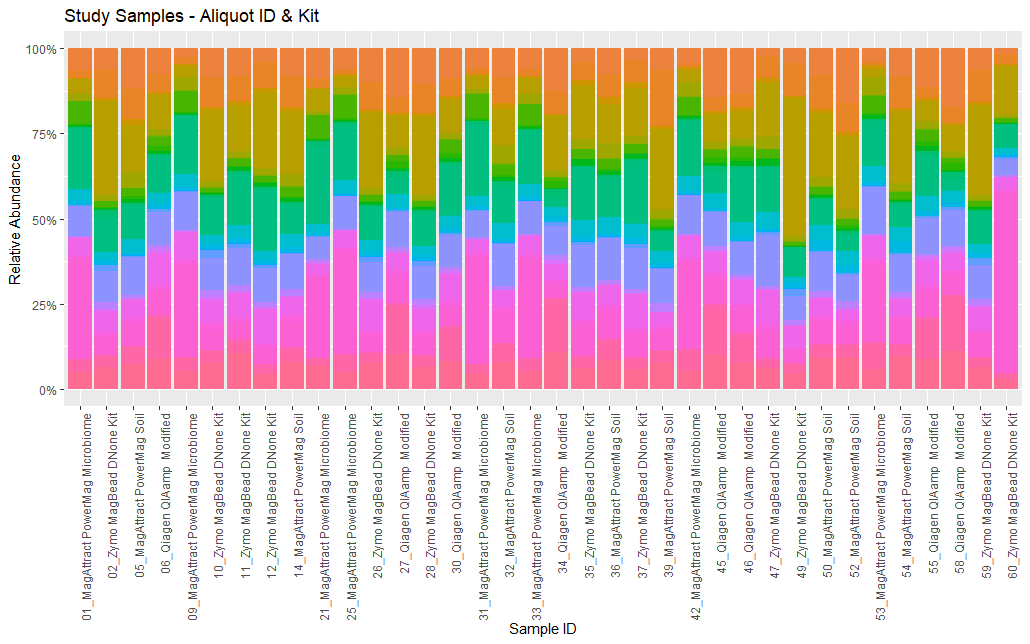 Study Samples - Aliquot ID & Kit
100%
75%
50%
25%
0%
Relative Abundance
01_MagAttract PowerMag Microbiome
02_Zymo MagBead DNone Kit
05_MagAttract PowerMag Soil
06_Qiagen QIAamp Modified
09_MagAttract PowerMag Microbiome
10_Zymo MagBead DNone Kit
11_Zymo MagBead DNone Kit
12_Zymo MagBead DNone Kit
14_MagAttract PowerMag Soil
21_MagAttract PowerMag Microbiome
25_MagAttract PowerMag Microbiome
26_Zymo MagBead DNone Kit
27_Qiagen QIAamp Modified
28_Zymo MagBead DNone Kit
30_Qiagen QIAamp Modified
31_MagAttract PowerMag Microbiome
32_MagAttract PowerMag Soil
33_MagAttract PowerMag Microbiome
34_Qiagen QIAamp Modified
35_Zymo MagBead DNone Kit
36_MagAttract PowerMag Soil
37_Zymo MagBead DNone Kit
39_MagAttract PowerMag Soil
42_MagAttract PowerMag Microbiome
45_Qiagen QIAamp Modified
46_Qiagen QIAamp Modified
47_Zymo MagBead DNone Kit
49_Zymo MagBead DNone Kit
50_MagAttract PowerMag Soil
52_MagAttract PowerMag Soil
53_MagAttract PowerMag Microbiome
54_MagAttract PowerMag Soil
55_Qiagen QIAamp Modified
58_Qiagen QIAamp Modified
59_Zymo MagBead DNone Kit
60_Zymo MagBead DNone Kit
Sample ID